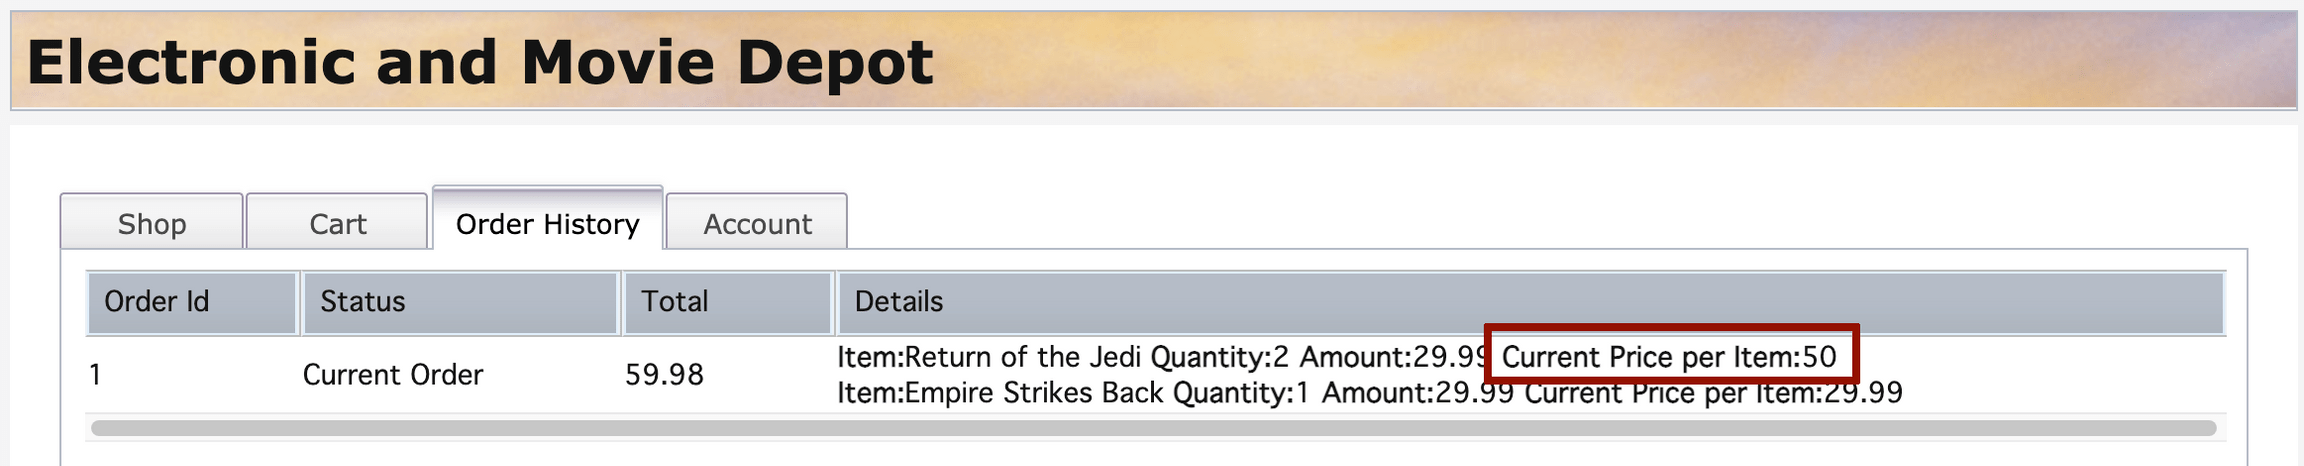 Electronic and Movie Depot
Shop Cart Order History Account
Order Id Status Total Details
1 Current Order 59.98 Item:Return of the Jedi Quantity:2 Amount:29.99 Current Price per Item:50
Item:Empire Strikes Back Quantity:1 Amount:29.99 Current Price per Item:29.99